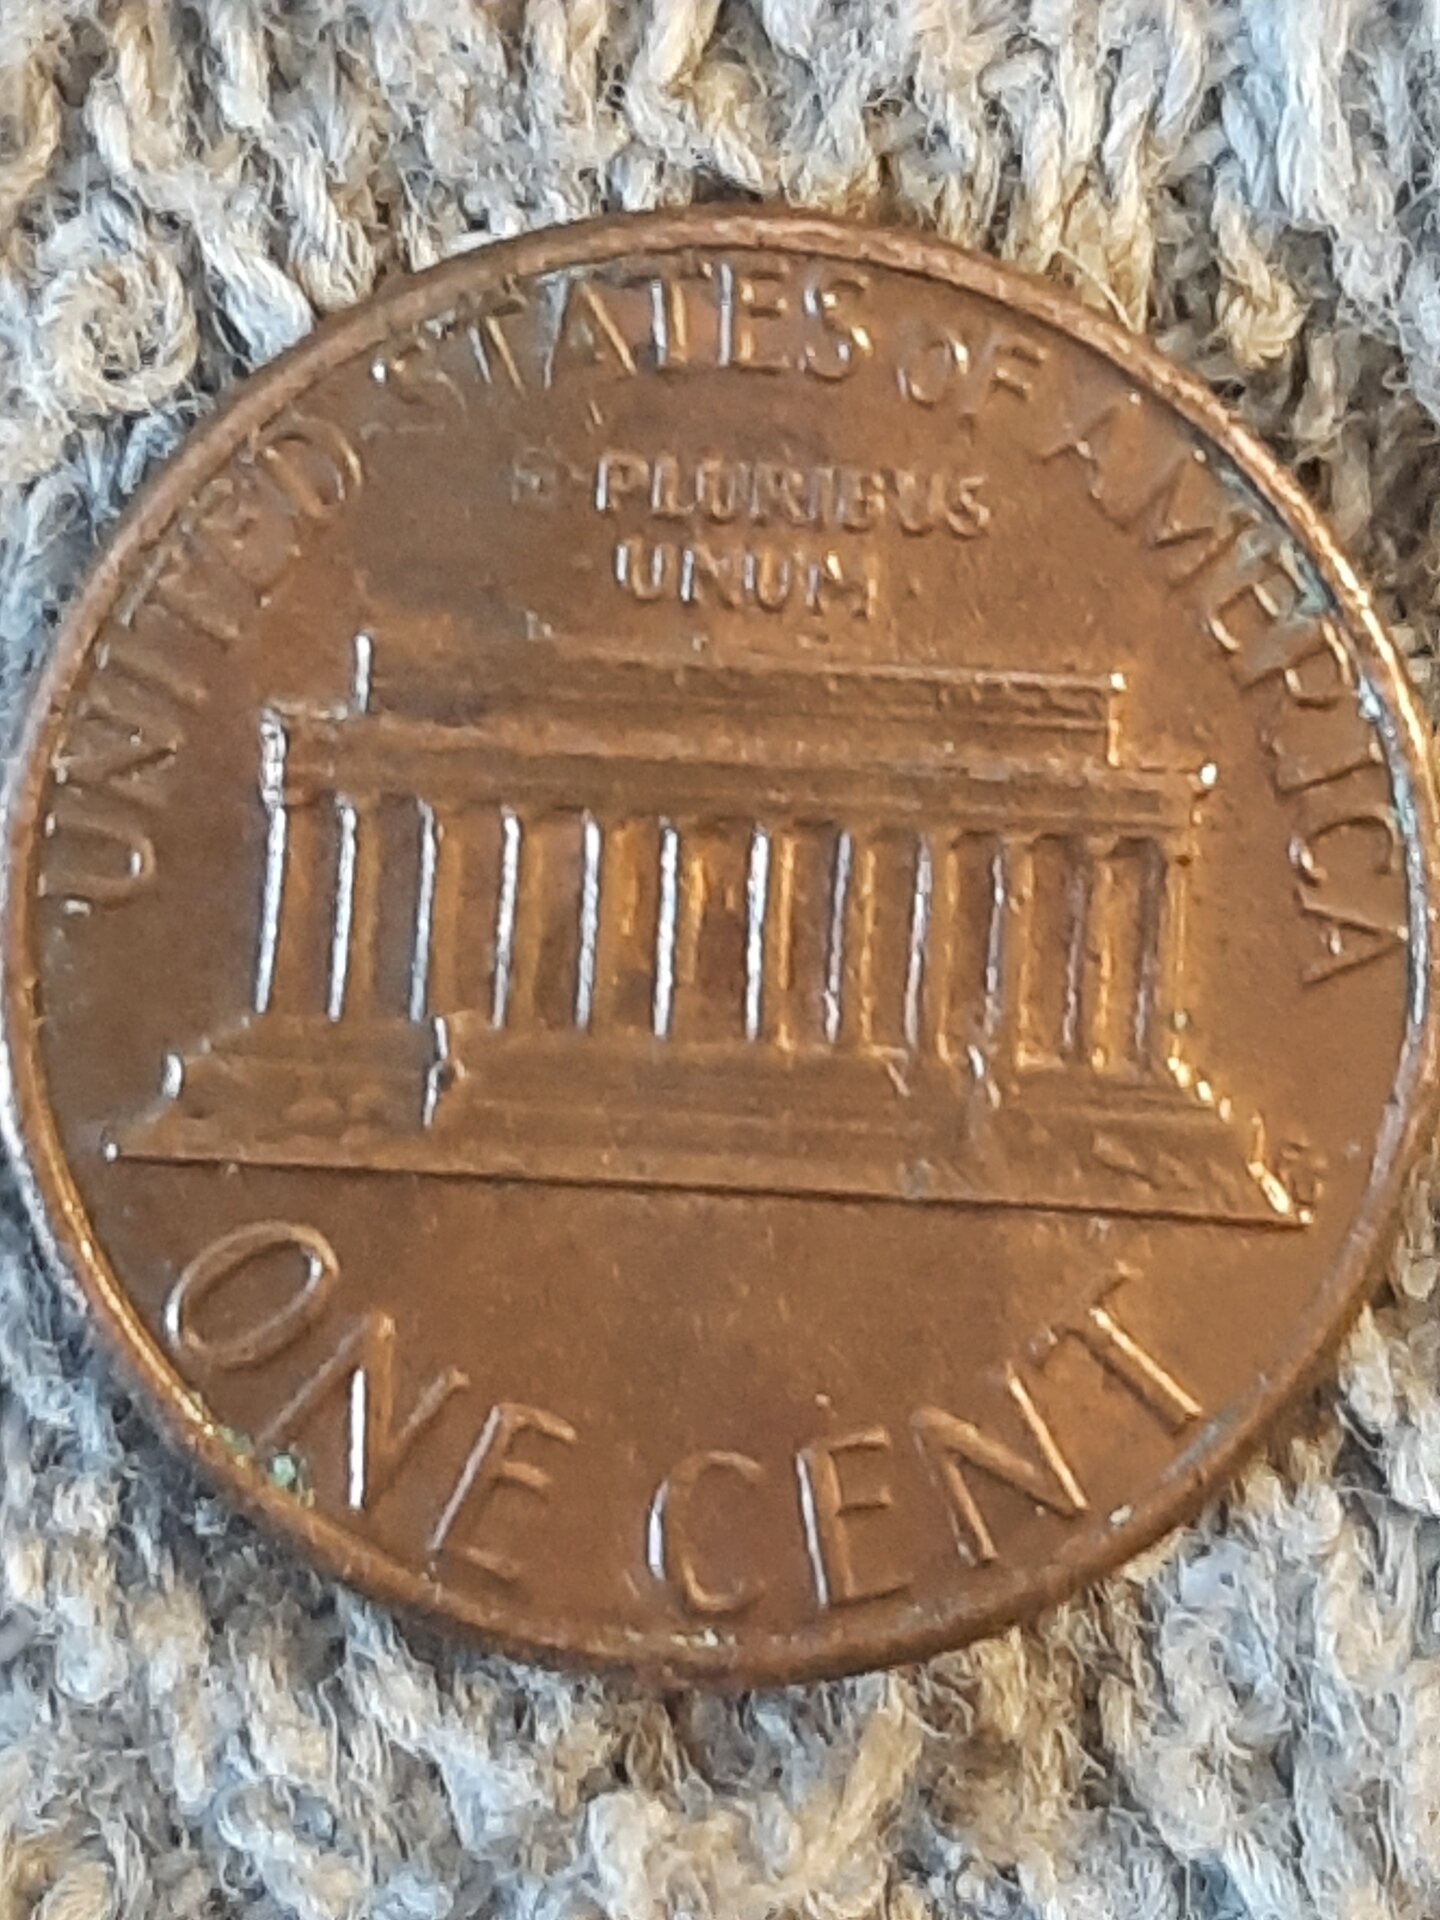 UNITED STATES OF AMERICA
E PLURIBUS
UNUM
ONE CENT